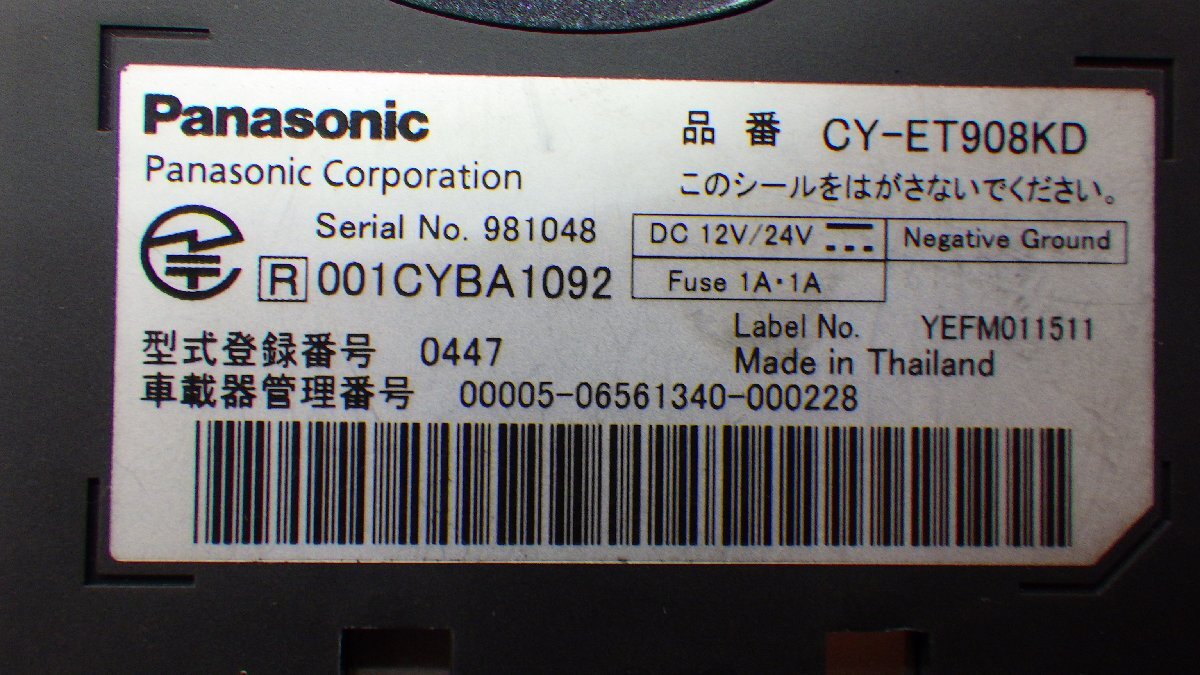 Panasonic
Panasonic Corporation
品番 CY-ET908KD
このシールをはがさないでください。
Serial No. 981048
R 001CYBA1092
DC 12V/24V
Negative Ground
Fuse 1A・1A
Label No. YEFM011511
Made in Thailand
型式登録番号 0447
車載器管理番号 00005-06561340-000228